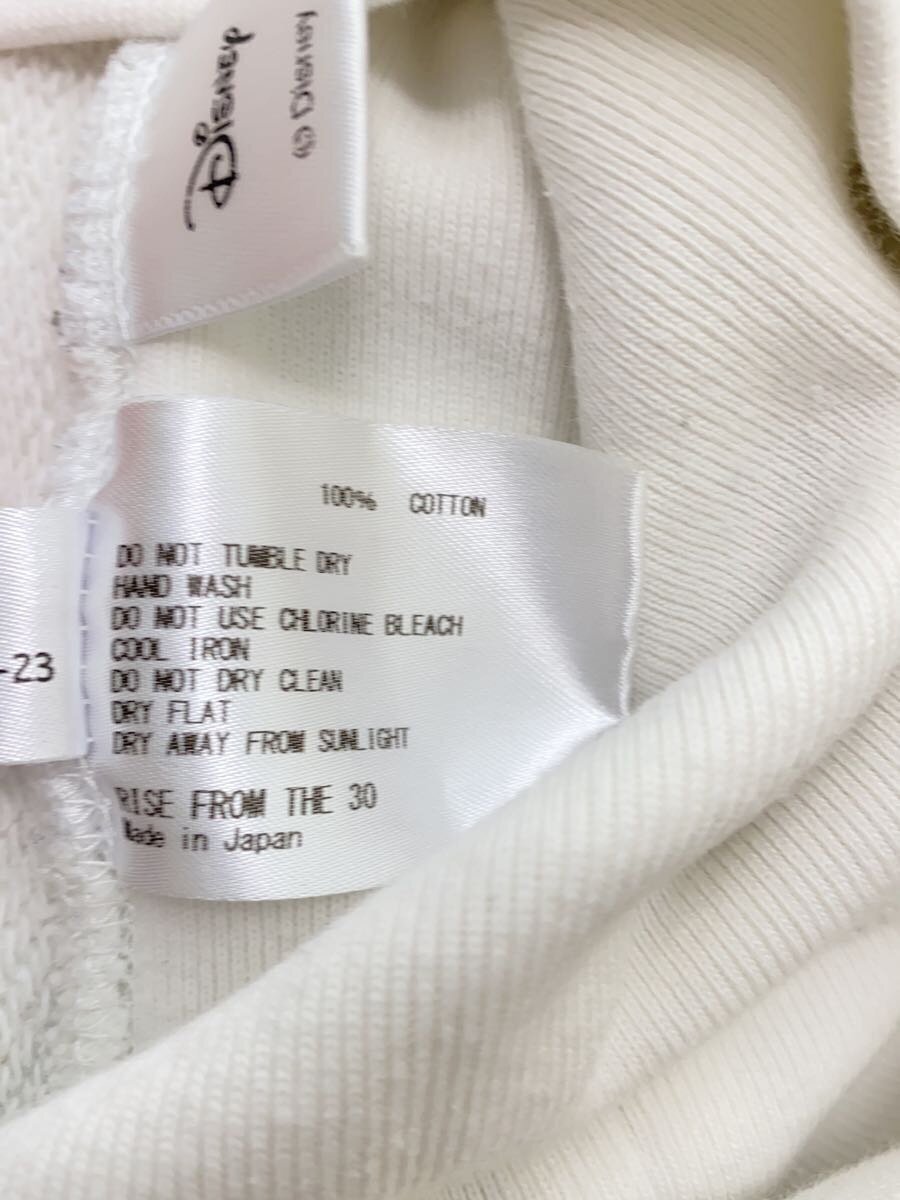 Disney
(S) Disney
100% COTTON
DO NOT TUMBLE DRY
HAND WASH
DO NOT USE CHLORINE BLEACH
COOL IRON
DO NOT DRY CLEAN
DRY FLAT
DRY AWAY FROM SUNLIGHT
RISE FROM THE 30
Made in Japan
-23